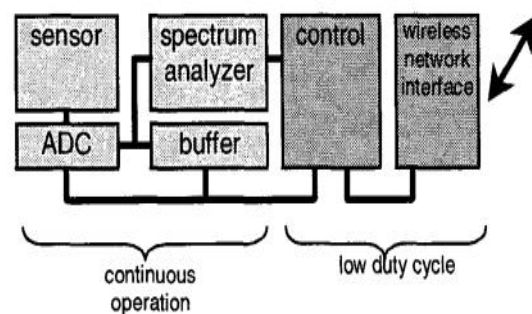 sensor
spectrum
analyzer
control
wireless
network
interface
ADC
buffer
continuous
operation
low duty cycle